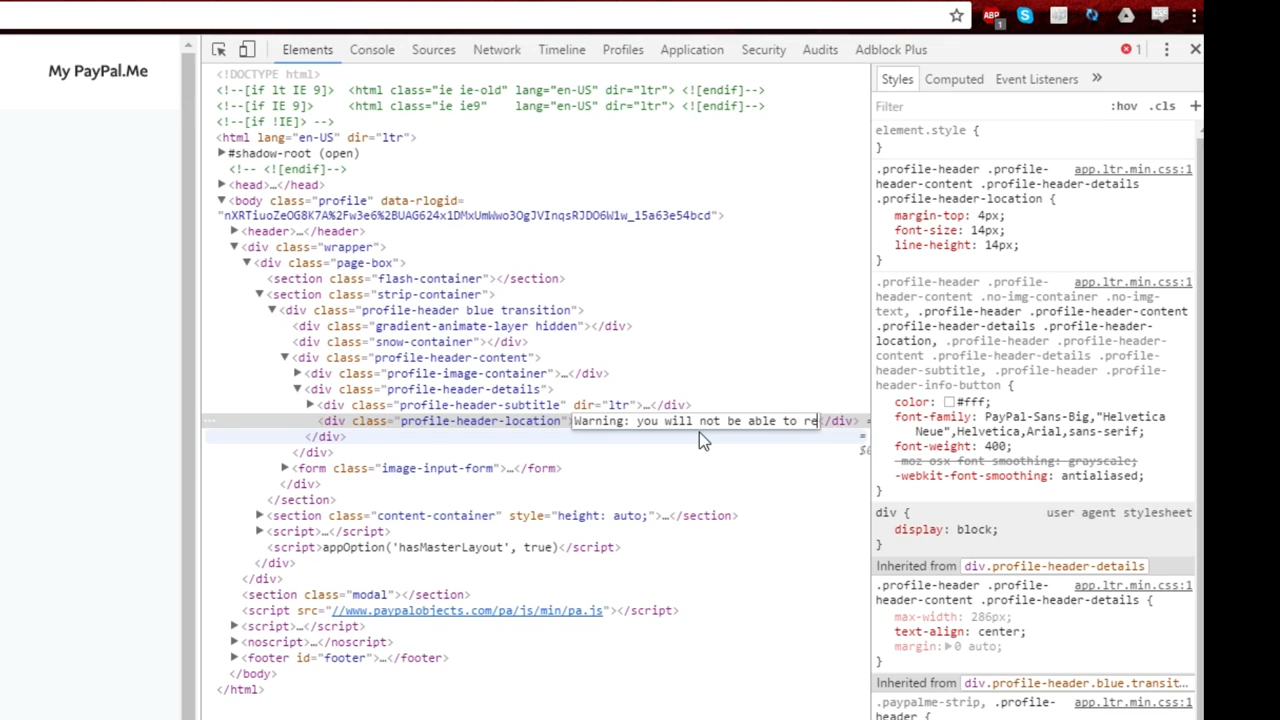 ABP
1
Elements Console Sources Network Timeline Profiles Resources Application Security Audits Adblock Plus 1
My PayPal.Me
<!DOCTYPE html>
<!--[if lt IE 9]> <html class="ie ie-old" lang="en-US" dir="ltr"> <![endif]-->
<!--[if IE 9]> <html class="ie ie9" lang="en-US" dir="ltr"> <![endif]-->
<!--[if !IE]> -->
<html lang="en-US" dir="ltr">
#shadow-root (open)
<!-- <![endif]-->
<head>…</head>
<body class="profile" data-rlogid=
"nXRTiuoZeOG8K7A%2Fw3e6%2BUAG624x1DMxUmWwo3OgJVInqsRJDO6W1w_15a63e54bcd">
<header>…</header>
<div class="wrapper">
<div class="page-box">
<section class="flash-container"></section>
<section class="strip-container">
<div class="profile-header blue transition">
<div class="gradient-animate-layer hidden"></div>
<div class="snow-container"></div>
<div class="profile-header-content">
<div class="profile-image-container">…</div>
<div class="profile-header-details">
<div class="profile-header-subtitle" dir="ltr">…</div>
<div class="profile-header-location">Warning: you will not be able to re</div> =
</div> =
</div>
<form class="image-input-form">…</form>
</div>
</section>
<section class="content-container" style="height: auto;">…</section>
<script>…</script>
<script>appOption('hasMasterLayout', true)</script>
</div>
</div>
<section class="modal"></section>
<script src="//www.paypalobjects.com/pa/js/min/pa.js"></script>
<script>…</script>
<noscript>…</noscript>
<footer id="footer">…</footer>
</body>
</html>
Styles Computed Event Listeners »
Filter :hov .cls +
element.style {
}
.profile-header .profile- app.ltr.min.css:1
header-content .profile-header-details
.profile-header-location {
margin-top: 4px;
font-size: 14px;
line-height: 14px;
}
.profile-header .profile- app.ltr.min.css:1
header-content .no-img-container .no-img-
text, .profile-header .profile-header-content
.profile-header-details .profile-header-
location, .profile-header .profile-header-
content .profile-header-details .profile-
header-subtitle, .profile-header .profile-
header-info-button {
color: #fff;
font-family: PayPal-Sans-Big,"Helvetica
Neue",Helvetica,Arial,sans-serif;
font-weight: 400;
-moz-osx-font-smoothing: grayscale;
-webkit-font-smoothing: antialiased;
}
div { user agent stylesheet
display: block;
}
Inherited from div.profile-header-details
.profile-header .profile- app.ltr.min.css:1
header-content .profile-header-details {
max-width: 286px;
text-align: center;
margin: 0 auto;
}
Inherited from div.profile-header.blue.transit…
.paypalme-strip, .profile- app.ltr.min.css:1
header {